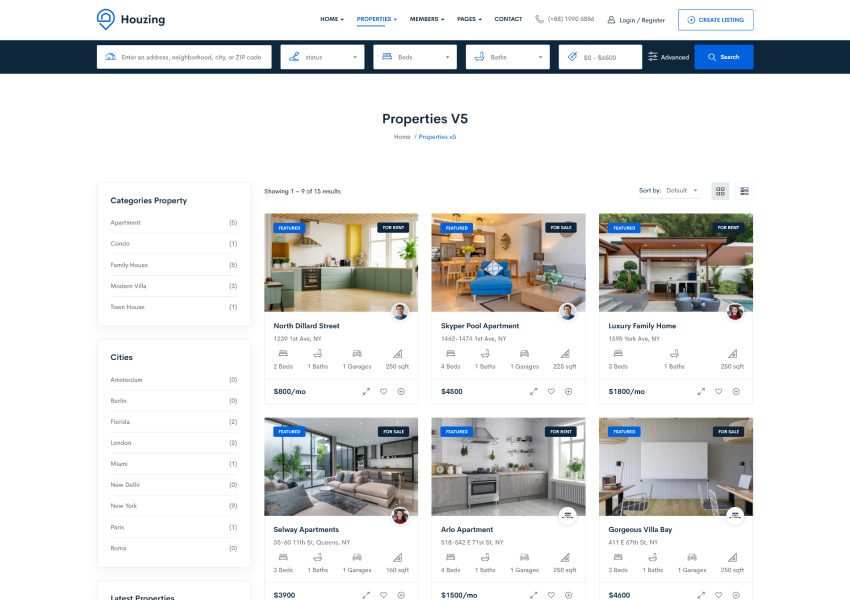 Houzing
HOME PROPERTIES MEMBERS PAGES CONTACT (+88) 1990 6886 Login / Register CREATE LISTING
Enter an address, neighborhood, city, or ZIP code status Beds Baths $0 – $6500 Advanced Search
Properties V5
Home / Properties v5
Categories Property
Apartment (5)
Condo (1)
Family House (5)
Modern Villa (3)
Town House (1)
Cities
Amsterdam (0)
Berlin (0)
Florida (2)
London (2)
Miami (1)
New Delhi (0)
New York (9)
Paris (1)
Roma (0)
Latest Properties
Showing 1 – 9 of 15 results Sort by: Default
FEATURED FOR RENT
North Dillard Street
1239 1st Ave, NY
2 Beds 1 Baths 1 Garages 250 sqft
$800/mo
FEATURED FOR SALE
Skyper Pool Apartment
1462-1474 1st Ave, NY
4 Beds 1 Baths 1 Garages 225 sqft
$4500
FEATURED FOR RENT
Luxury Family Home
1595 York Ave, NY
3 Beds 1 Baths 250 sqft
$1800/mo
FEATURED FOR SALE
Selway Apartments
35-60 11th St, Queens, NY
3 Beds 1 Baths 1 Garages 160 sqft
$3900
FEATURED FOR RENT
Arlo Apartment
518-542 E 71st St, NY
4 Beds 1 Baths 1 Garages 250 sqft
$1500/mo
FEATURED FOR SALE
Gorgeous Villa Bay
411 E 67th St, NY
3 Beds 1 Baths 1 Garages 250 sqft
$4600